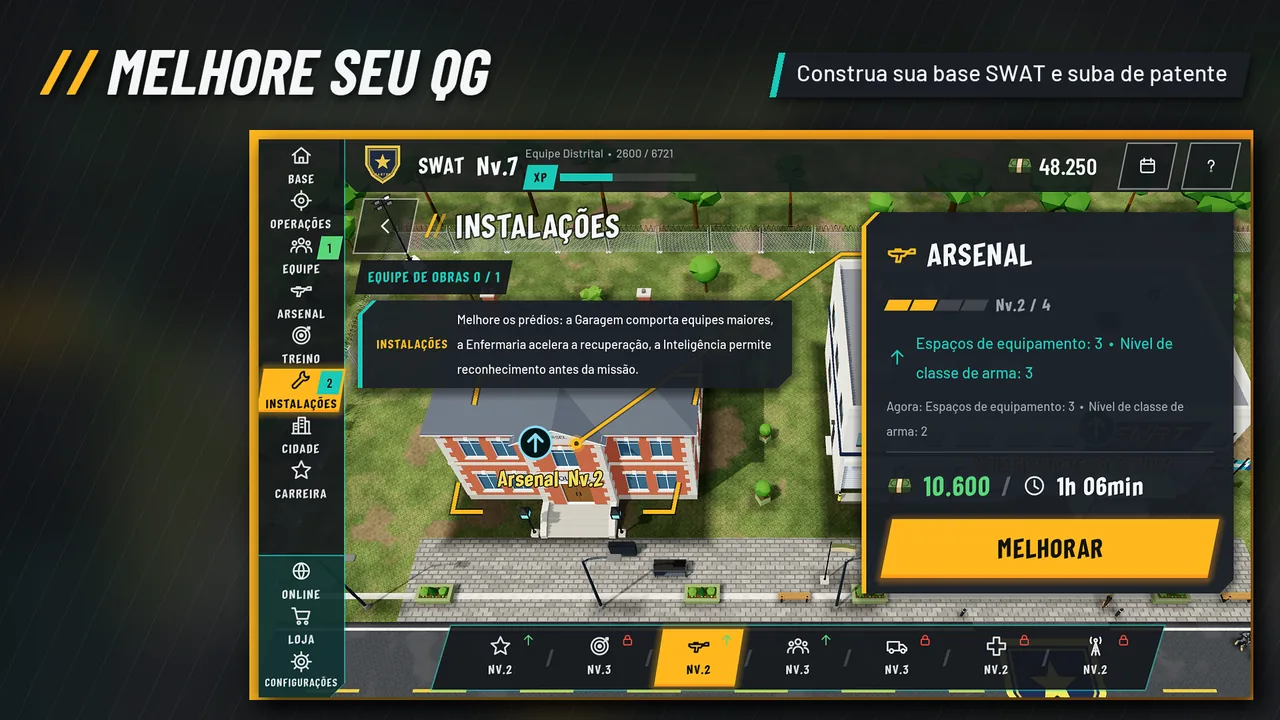 // MELHORE SEU QG
Construa sua base SWAT e suba de patente
BASE
OPERAÇÕES
1
EQUIPE
ARSENAL
TREINO
2
INSTALAÇÕES
CIDADE
CARREIRA
ONLINE
LOJA
CONFIGURAÇÕES
SWAT Nv.7
Equipe Distrital • 2600 / 6721
XP
48.250
?
// INSTALAÇÕES
EQUIPE DE OBRAS 0 / 1
INSTALAÇÕES
Melhore os prédios: a Garagem comporta equipes maiores,
a Enfermaria acelera a recuperação, a Inteligência permite
reconhecimento antes da missão.
Arsenal Nv.2
ARSENAL
Nv.2 / 4
Espaços de equipamento: 3 • Nível de
classe de arma: 3
Agora: Espaços de equipamento: 3 • Nível de classe de
arma: 2
10.600 / 1h 06min
MELHORAR
NV.2 / NV.3 / NV.2 / NV.3 / NV.3 / NV.2 / NV.2